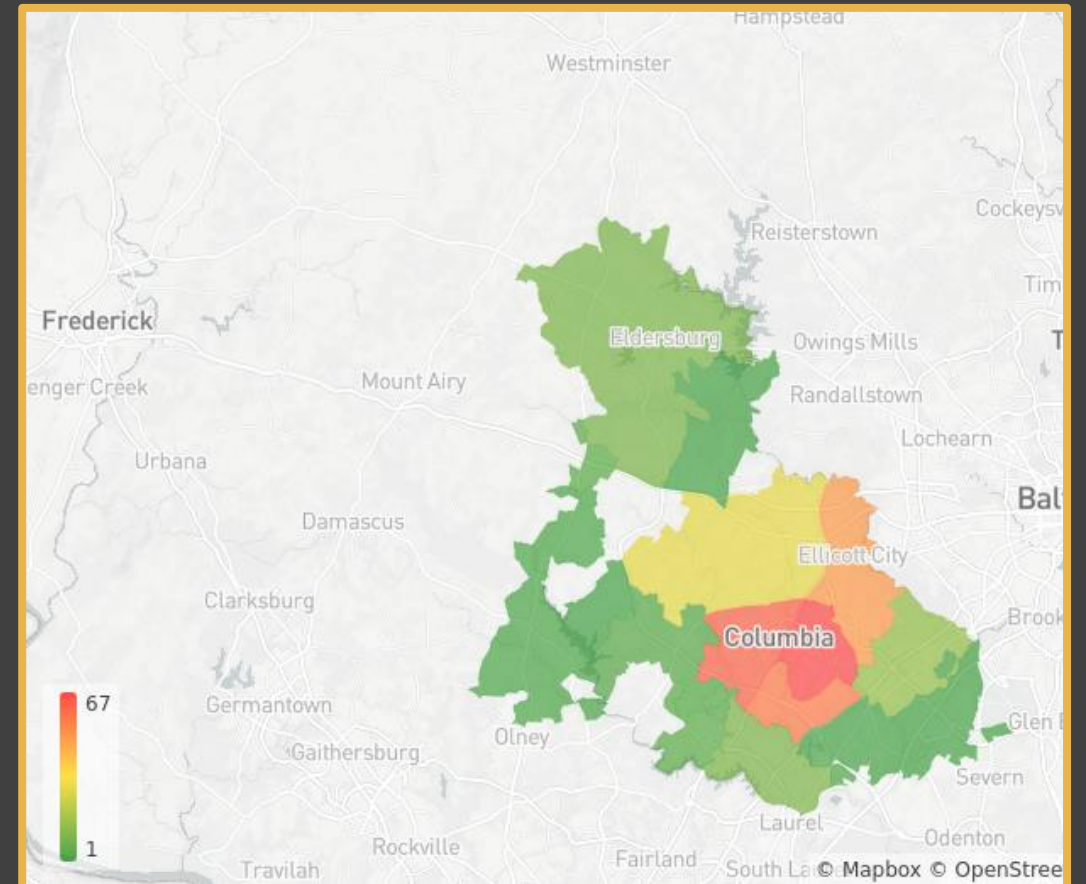 Hampstead
Westminster
Cockeysv
Reisterstown
Tim
Frederick
Eldersburg
Owings Mills
T
enger Creek
Mount Airy
Randallstown
Lochearn
Urbana
Bal
Damascus
Ellicott City
Clarksburg
Brook
Columbia
67
Germantown
Glen B
Olney
Gaithersburg
Severn
Laurel
1
Rockville
Odenton
Fairland
Travilah
South La
© Mapbox © OpenStree